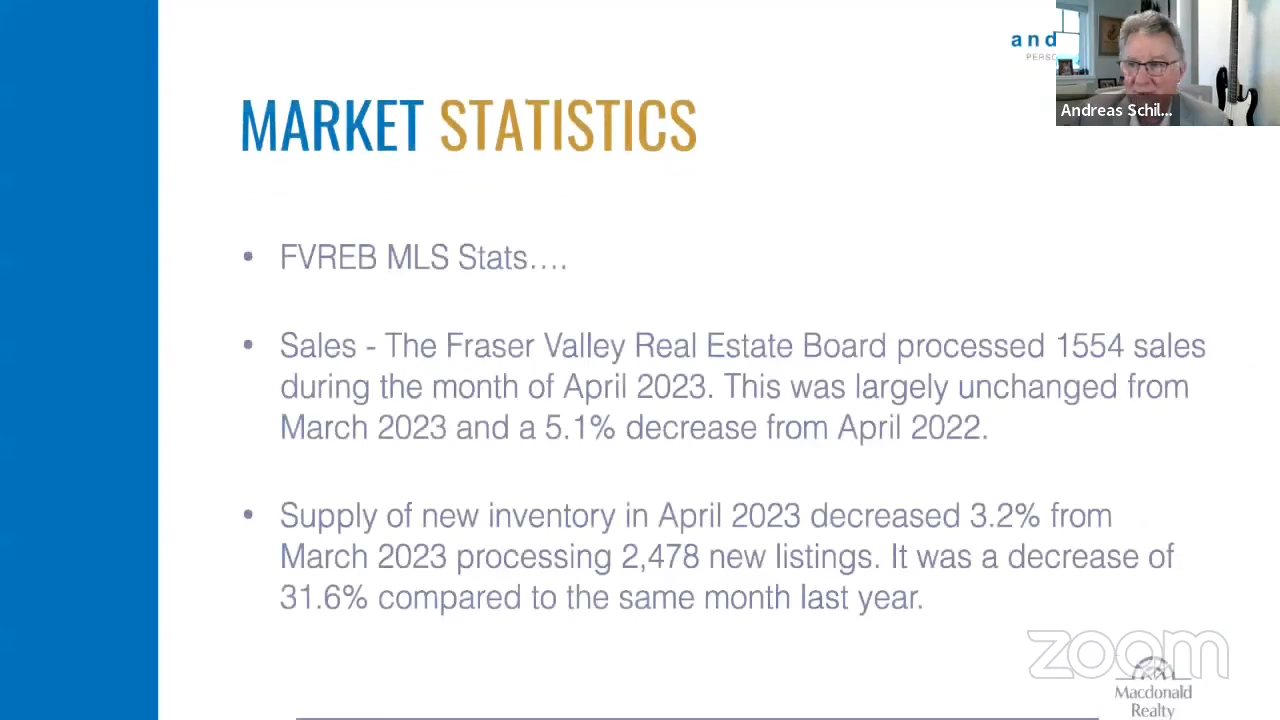 and
PERSO
Andreas Schil...
MARKET STATISTICS
• FVREB MLS Stats....
• Sales - The Fraser Valley Real Estate Board processed 1554 sales
during the month of April 2023. This was largely unchanged from
March 2023 and a 5.1% decrease from April 2022.
• Supply of new inventory in April 2023 decreased 3.2% from
March 2023 processing 2,478 new listings. It was a decrease of
31.6% compared to the same month last year.
zoom
Macdonald
Realty